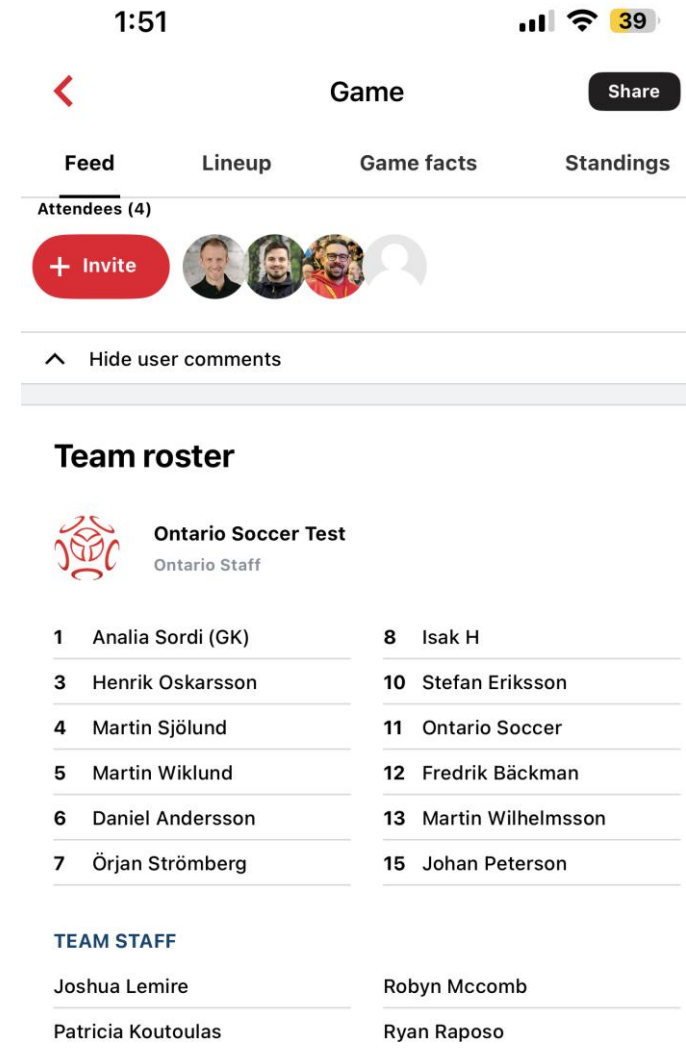 1:51
39
Game
Share
Feed
Lineup
Game facts
Standings
Attendees (4)
+ Invite
Hide user comments
Team roster
Ontario Soccer Test
Ontario Staff
1 Analia Sordi (GK)
3 Henrik Oskarsson
4 Martin Sjölund
5 Martin Wiklund
6 Daniel Andersson
7 Örjan Strömberg
8 Isak H
10 Stefan Eriksson
11 Ontario Soccer
12 Fredrik Bäckman
13 Martin Wilhelmsson
15 Johan Peterson
TEAM STAFF
Joshua Lemire
Patricia Koutoulas
Robyn Mccomb
Ryan Raposo